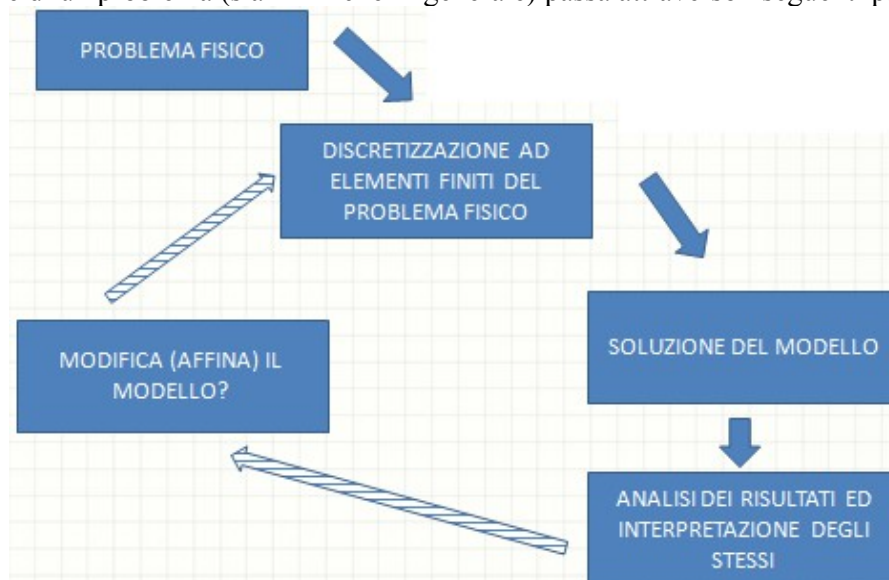 PROBLEMA FISICO
DISCRETIZZAZIONE AD
ELEMENTI FINITI DEL
PROBLEMA FISICO
SOLUZIONE DEL MODELLO
MODIFICA (AFFINA) IL
MODELLO?
ANALISI DEI RISULTATI ED
INTERPRETAZIONE DEGLI
STESSI